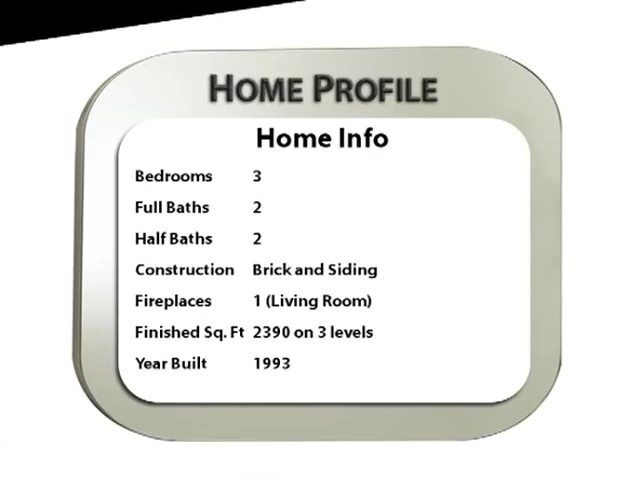 HOME PROFILE
Home Info
Bedrooms 3
Full Baths 2
Half Baths 2
Construction Brick and Siding
Fireplaces 1 (Living Room)
Finished Sq. Ft 2390 on 3 levels
Year Built 1993